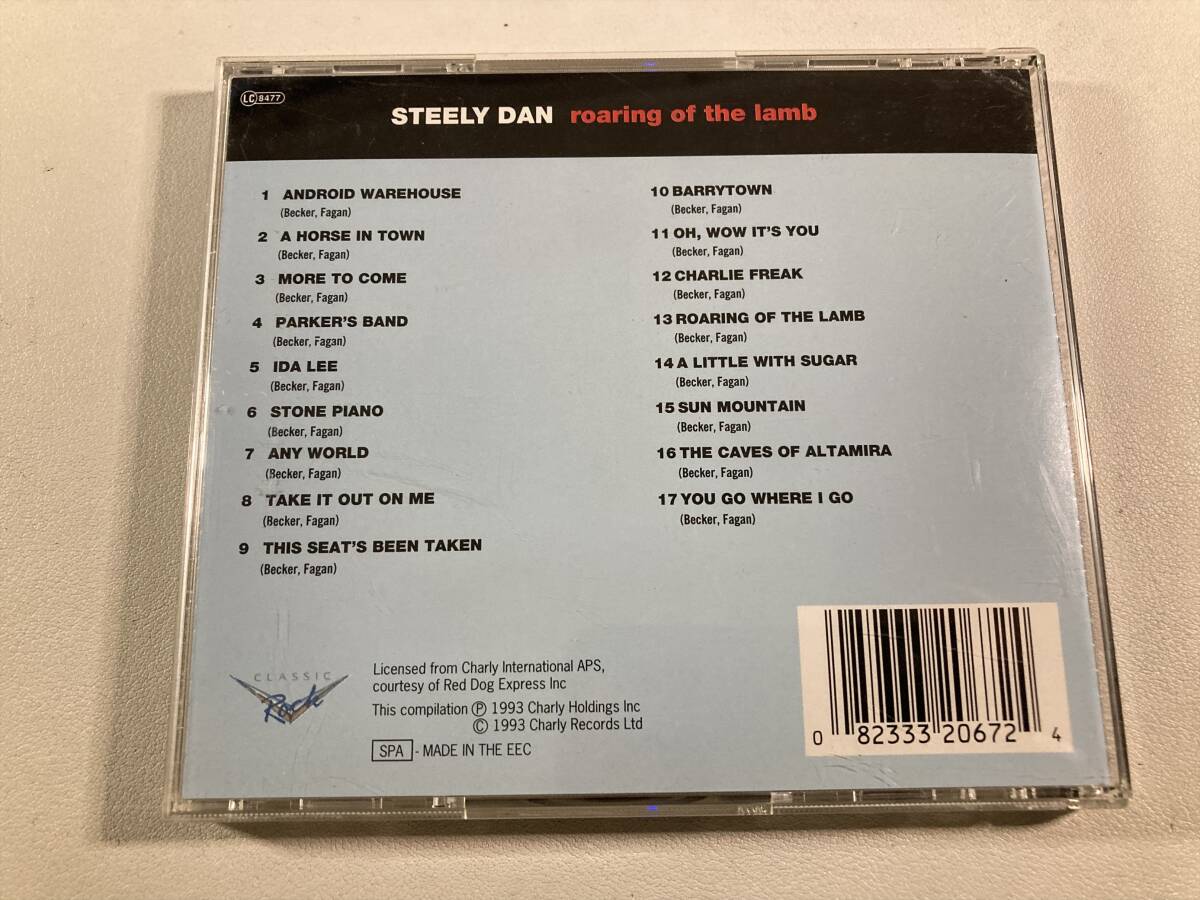 LC 8477
STEELY DAN roaring of the lamb
1 ANDROID WAREHOUSE
(Becker, Fagan)
2 A HORSE IN TOWN
(Becker, Fagan)
3 MORE TO COME
(Becker, Fagan)
4 PARKER'S BAND
(Becker, Fagan)
5 IDA LEE
(Becker, Fagan)
6 STONE PIANO
(Becker, Fagan)
7 ANY WORLD
(Becker, Fagan)
8 TAKE IT OUT ON ME
(Becker, Fagan)
9 THIS SEAT'S BEEN TAKEN
(Becker, Fagan)
10 BARRYTOWN
(Becker, Fagan)
11 OH, WOW IT'S YOU
(Becker, Fagan)
12 CHARLIE FREAK
(Becker, Fagan)
13 ROARING OF THE LAMB
(Becker, Fagan)
14 A LITTLE WITH SUGAR
(Becker, Fagan)
15 SUN MOUNTAIN
(Becker, Fagan)
16 THE CAVES OF ALTAMIRA
(Becker, Fagan)
17 YOU GO WHERE I GO
(Becker, Fagan)
CLASSIC
Rock
Licensed from Charly International APS,
courtesy of Red Dog Express Inc
This compilation ℗ 1993 Charly Holdings Inc
© 1993 Charly Records Ltd
SPA - MADE IN THE EEC
0 82333 20672 4